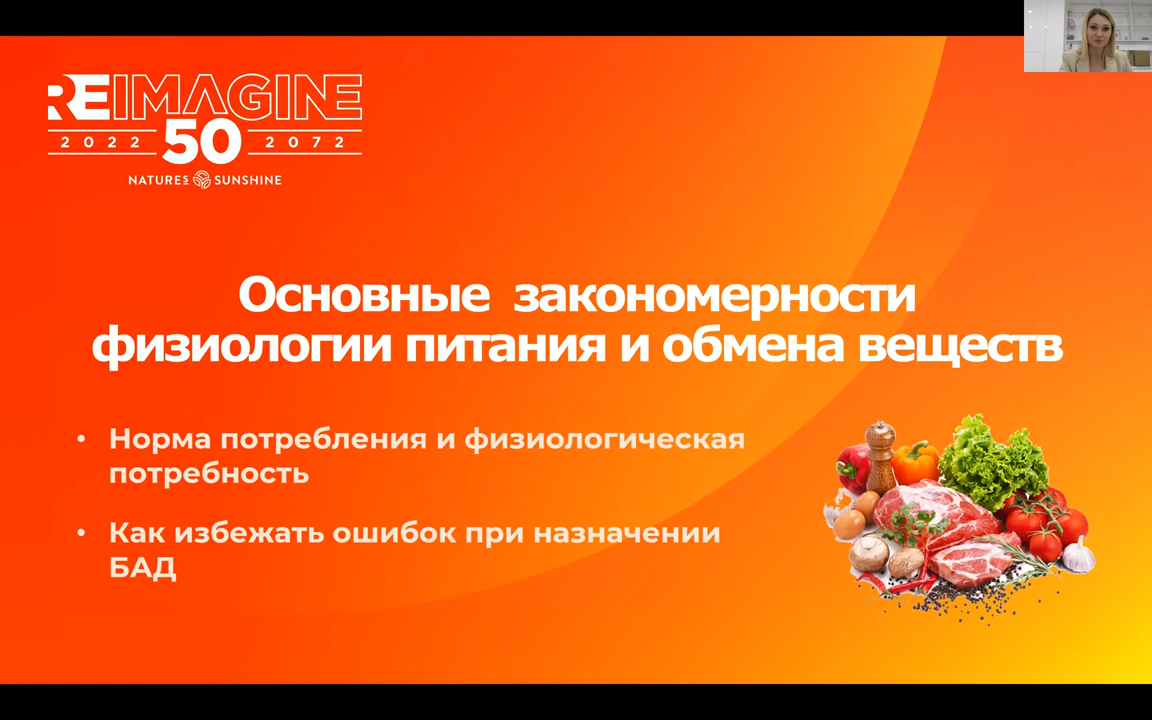 REIMAGINE
2022 50 2072
NATURE'S SUNSHINE
Основные закономерности
физиологии питания и обмена веществ
• Норма потребления и физиологическая
потребность
• Как избежать ошибок при назначении
БАД